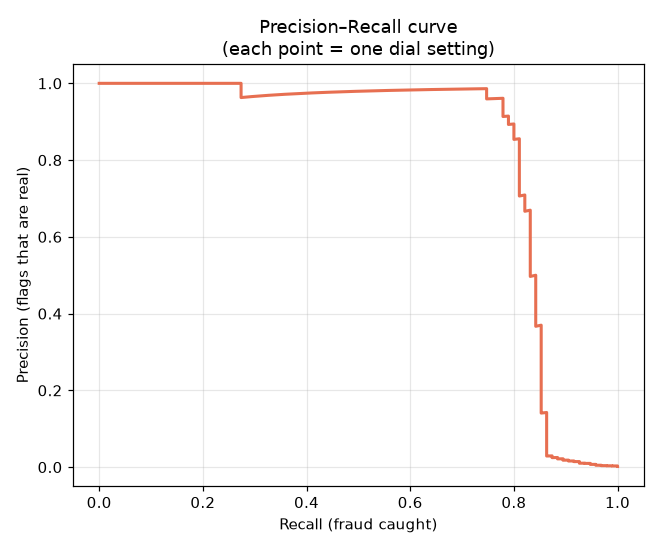 Precision–Recall curve
(each point = one dial setting)
1.0
0.8
0.6
0.4
0.2
0.0
Precision (flags that are real)
0.0 0.2 0.4 0.6 0.8 1.0
Recall (fraud caught)